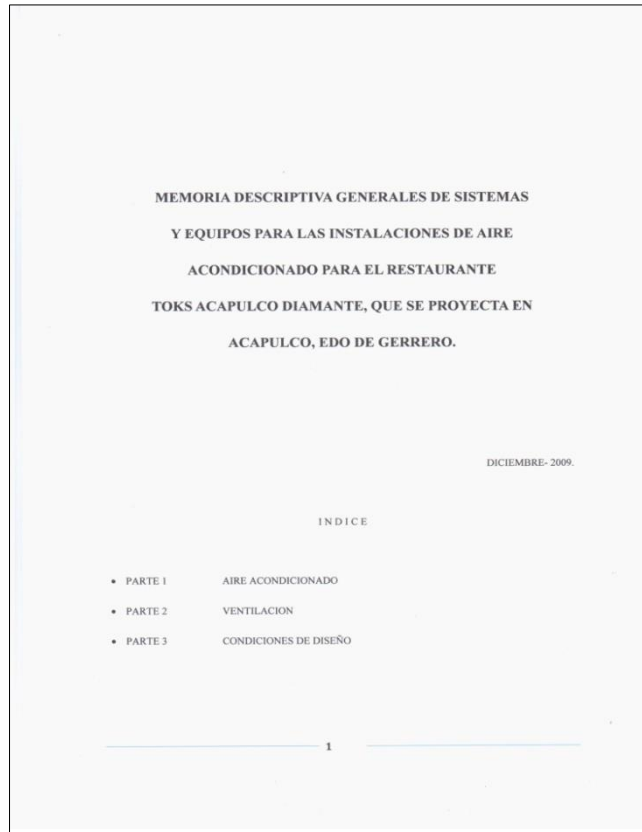 MEMORIA DESCRIPTIVA GENERALES DE SISTEMAS
Y EQUIPOS PARA LAS INSTALACIONES DE AIRE
ACONDICIONADO PARA EL RESTAURANTE
TOKS ACAPULCO DIAMANTE, QUE SE PROYECTA EN
ACAPULCO, EDO DE GERRERO.
DICIEMBRE- 2009.
INDICE
• PARTE 1 AIRE ACONDICIONADO
• PARTE 2 VENTILACION
• PARTE 3 CONDICIONES DE DISEÑO
1